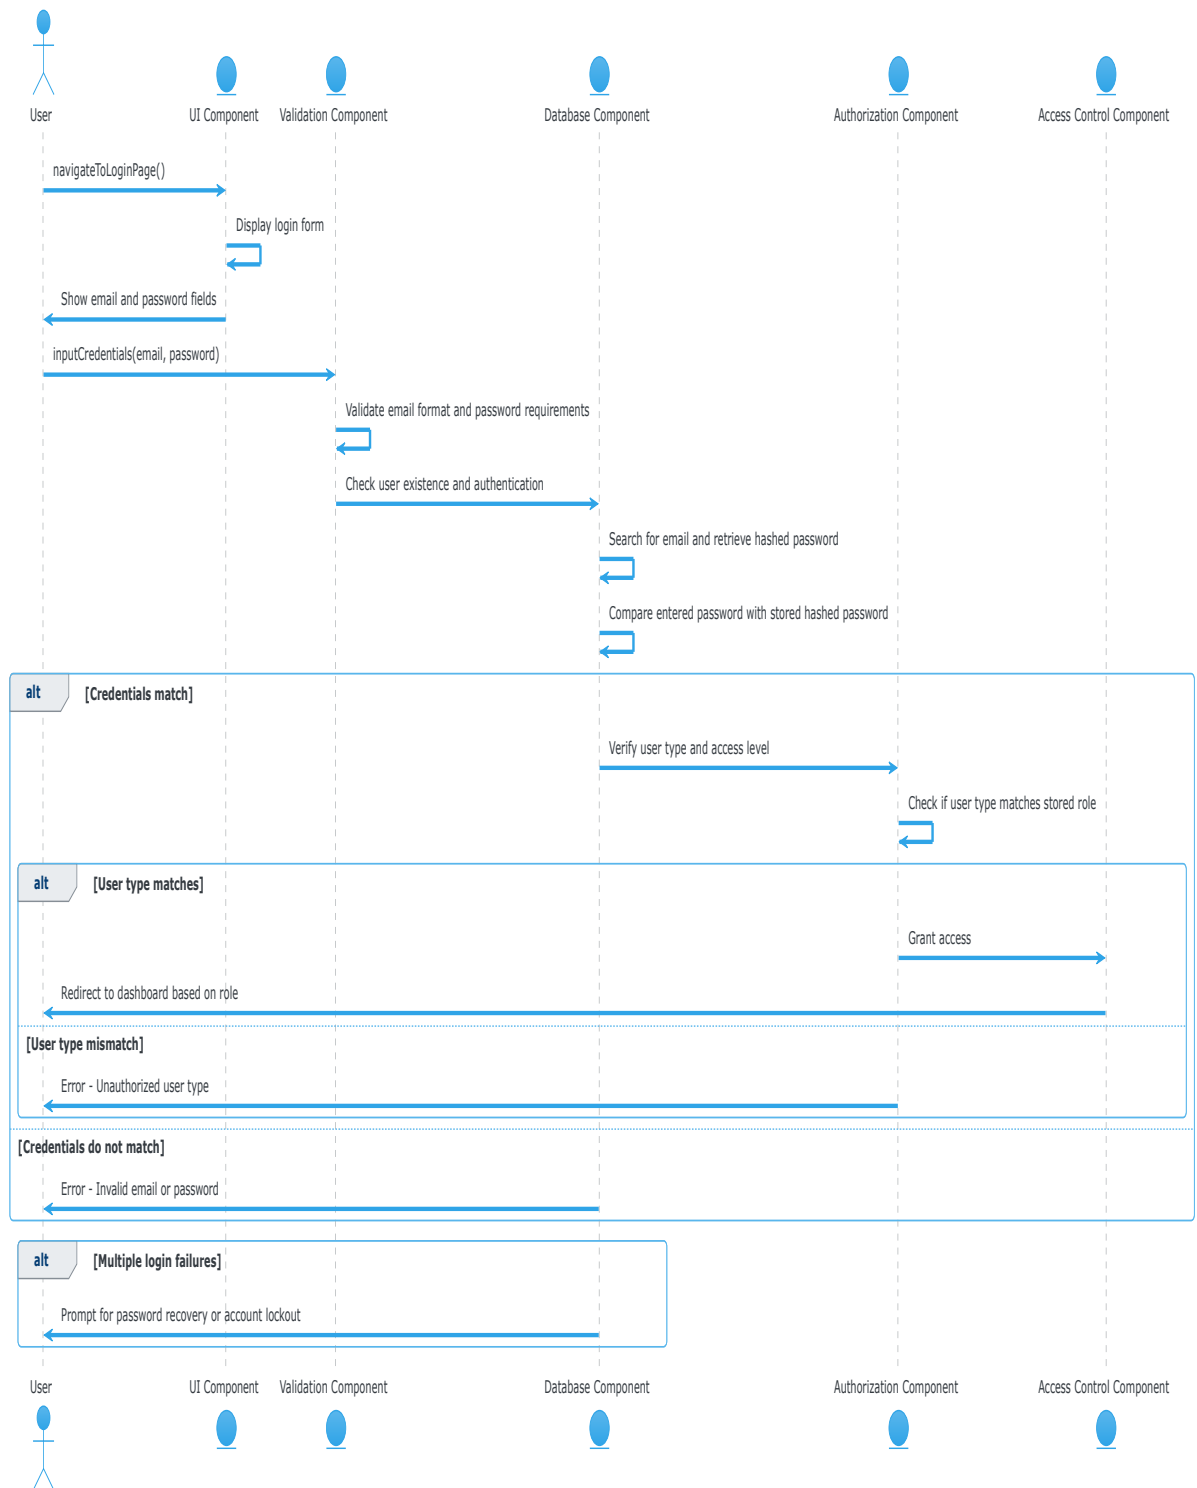 User
UI Component
Validation Component
Database Component
Authorization Component
Access Control Component
navigateToLoginPage()
Display login form
Show email and password fields
inputCredentials(email, password)
Validate email format and password requirements
Check user existence and authentication
Search for email and retrieve hashed password
Compare entered password with stored hashed password
alt [Credentials match]
Verify user type and access level
Check if user type matches stored role
alt [User type matches]
Grant access
Redirect to dashboard based on role
[User type mismatch]
Error - Unauthorized user type
[Credentials do not match]
Error - Invalid email or password
alt [Multiple login failures]
Prompt for password recovery or account lockout
User
UI Component
Validation Component
Database Component
Authorization Component
Access Control Component